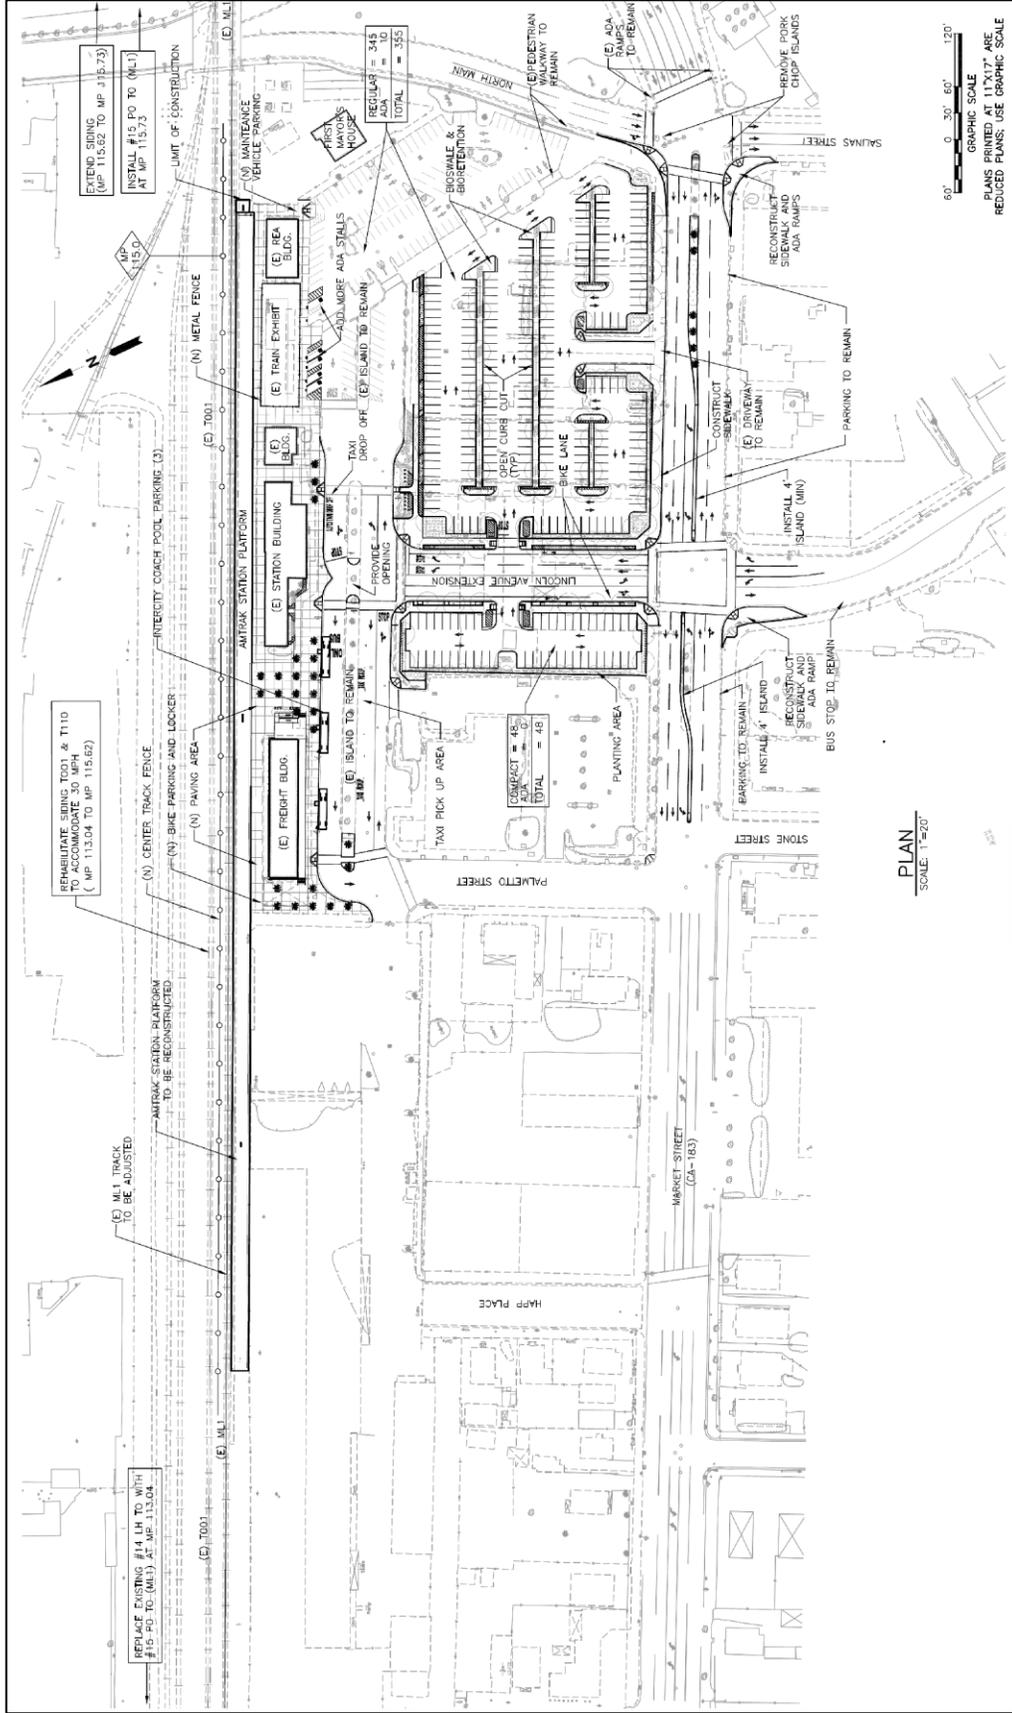 REPLACE EXISTING #14 LH TO WITH
#15 PO TO (ML1) AT MP 113.04
(E) T001
(E) ML1
(E) ML1 TRACK
TO BE ADJUSTED
AMTRAK STATION PLATFORM
TO BE RECONSTRUCTED
REHABILITATE SIDING T001 & T110
TO ACCOMMODATE 30 MPH
( MP 113.04 TO MP 115.62)
(N) CENTER TRACK FENCE
(N) BIKE PARKING AND LOCKER
(N) PAVING AREA
INTERCITY COACH POOL PARKING (3)
AMTRAK STATION PLATFORM
(E) T001
(N) METAL FENCE
N
MP
115.0
EXTEND SIDING
(MP 115.62 TO MP 115.73)
INSTALL #15 PO TO (ML1)
AT MP 115.73
LIMIT OF CONSTRUCTION
(E) ML1
(N) MAINTEANCE
VEHICLE PARKING
(E) FREIGHT BLDG.
(E) STATION BUILDING
(E)
BLDG.
(E) TRAIN EXHIBIT
(E) REA
BLDG.
FIRST
MAYOR'S
HOUSE
REGULAR = 345
ADA = 10
TOTAL = 355
ADD MORE ADA STALLS
(E) ISLAND TO REMAIN
TAXI
DROP OFF
(E) ISLAND TO REMAIN
PROVIDE
OPENING
STOP
TAXI PICK UP AREA
NORTH MAIN
(E)PEDESTRIAN
WALKWAY TO
REMAIN
(E) ADA
RAMPS
TO REMAIN
REMOVE PORK
CHOP ISLANDS
BIOSWALE &
BIORETENTION
OPEN CURB CUT
(TYP)
BIKE LANE
LINCOLN AVENUE EXTENSION
COMPACT = 48
ADA = 0
TOTAL = 48
PLANTING AREA
PALMETTO STREET
STONE STREET
SALINAS STREET
RECONSTRUCT
SIDEWALK AND
ADA RAMPS
CONSTRUCT
SIDEWALK
(E) DRIVEWAY
TO REMAIN
PARKING TO REMAIN
INSTALL 4'
ISLAND (MIN)
PARKING TO REMAIN
INSTALL 4' ISLAND
RECONSTRUCT
SIDEWALK AND
ADA RAMP
BUS STOP TO REMAIN
HAPP PLACE
MARKET STREET
(CA-183)
PLAN
SCALE: 1"=20'
60' 0 30' 60' 120'
GRAPHIC SCALE
PLANS PRINTED AT 11"X17" ARE
REDUCED PLANS; USE GRAPHIC SCALE